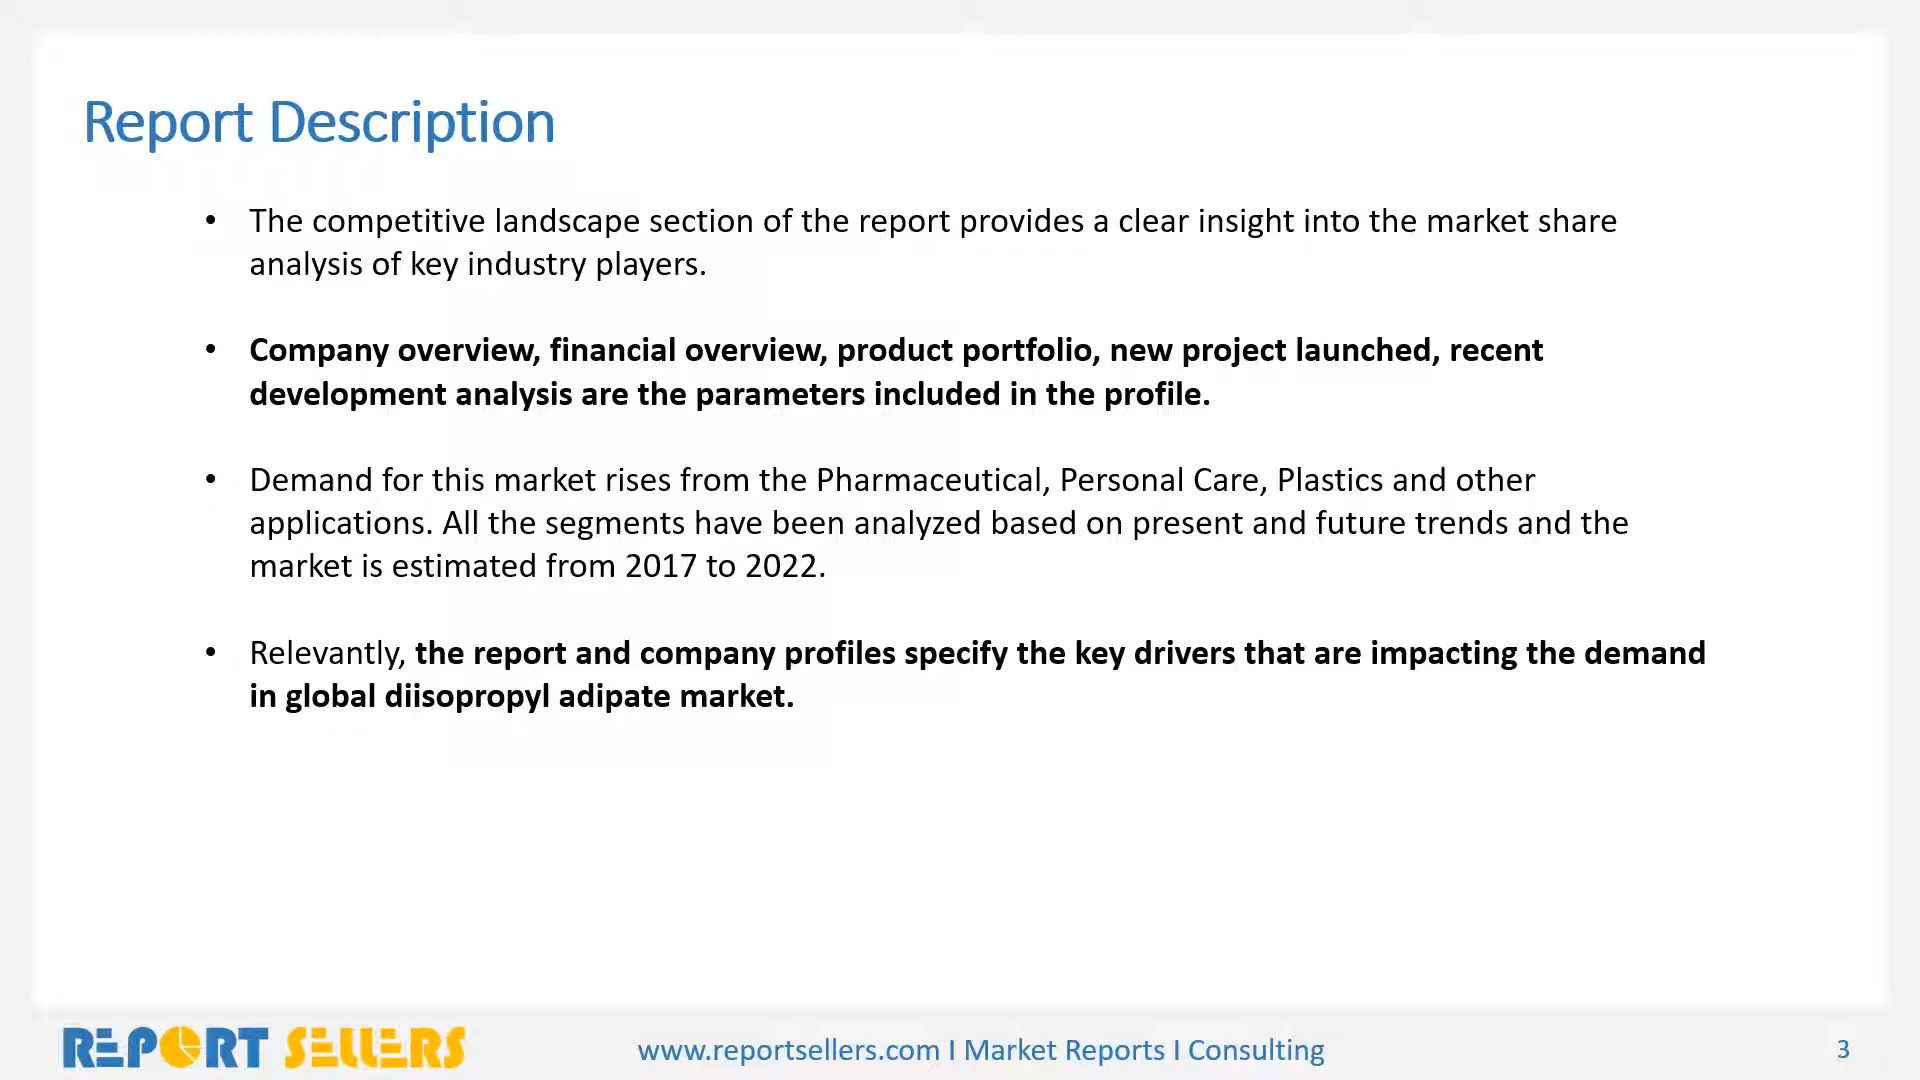 Report Description
• The competitive landscape section of the report provides a clear insight into the market share
analysis of key industry players.
• Company overview, financial overview, product portfolio, new project launched, recent
development analysis are the parameters included in the profile.
• Demand for this market rises from the Pharmaceutical, Personal Care, Plastics and other
applications. All the segments have been analyzed based on present and future trends and the
market is estimated from 2017 to 2022.
• Relevantly, the report and company profiles specify the key drivers that are impacting the demand
in global diisopropyl adipate market.
REPORT SELLERS
www.reportsellers.com I Market Reports I Consulting
3